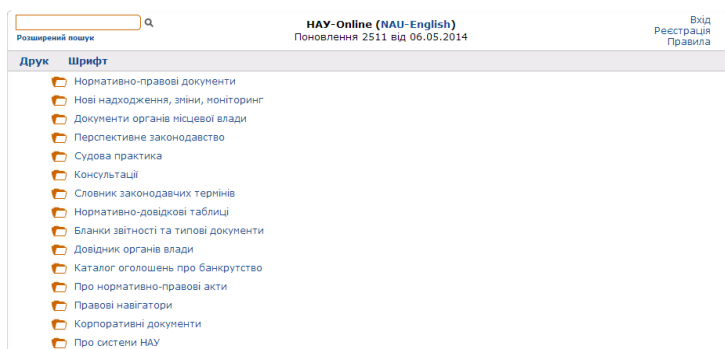 Розширений пошук
НАУ-Online (NAU-English)
Поновлення 2511 від 06.05.2014
Вхід
Реєстрація
Правила
Друк Шрифт
Нормативно-правові документи
Нові надходження, зміни, моніторинг
Документи органів місцевої влади
Перспективне законодавство
Судова практика
Консультації
Словник законодавчих термінів
Нормативно-довідкові таблиці
Бланки звітності та типові документи
Довідник органів влади
Каталог оголошень про банкрутство
Про нормативно-правові акти
Правові навігатори
Корпоративні документи
Про системи НАУ